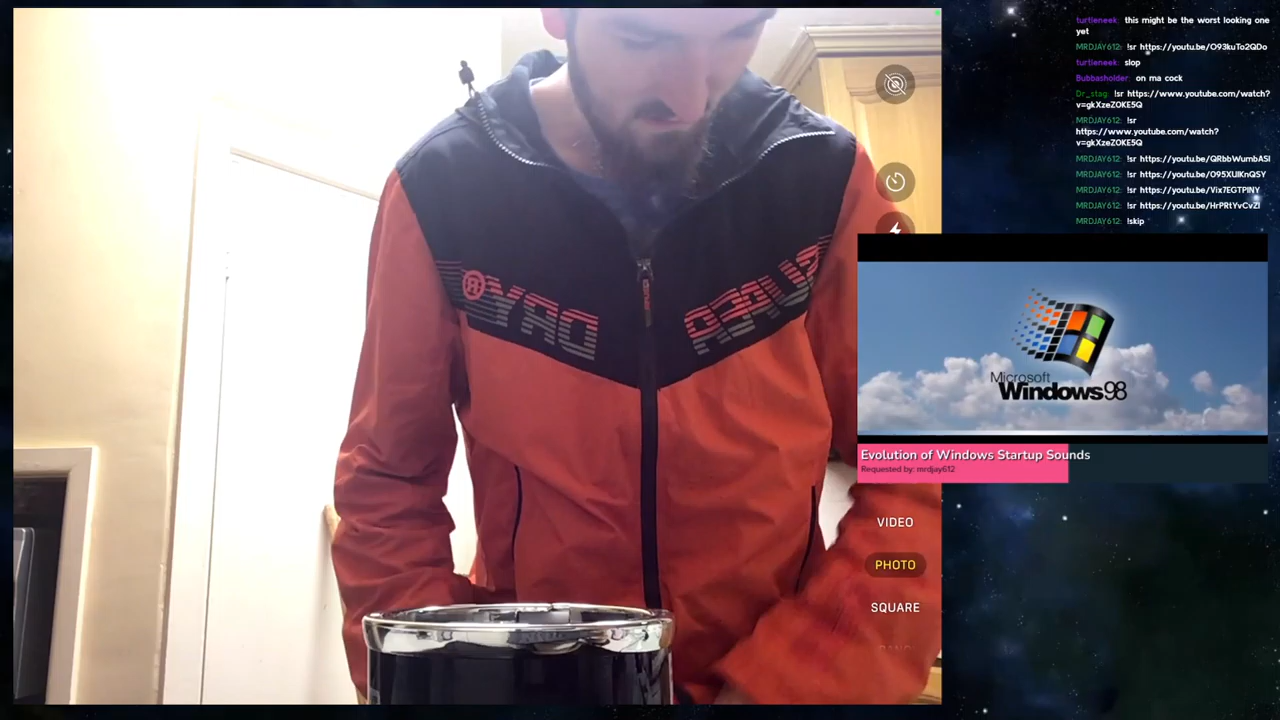 turtleneek: this might be the worst looking one
yet
MRDJAY612: !sr https://youtu.be/O93kuTo2QDo
turtleneek: slop
Bubbasholder: on ma cock
Dr_stag: !sr https://www.youtube.com/watch?
v=gkXzeZOKE5Q
MRDJAY612: !sr
https://www.youtube.com/watch?
v=gkXzeZOKE5Q
MRDJAY612: !sr https://youtu.be/QRbbWumbASI
MRDJAY612: !sr https://youtu.be/O95XUlKnQSY
MRDJAY612: !sr https://youtu.be/Vix7EGTPINY
MRDJAY612: !sr https://youtu.be/HrPRtYvCvZI
MRDJAY612: !skip
DRY®
SUPER
Microsoft
Windows98
Evolution of Windows Startup Sounds
Requested by: mrdjay612
VIDEO
PHOTO
SQUARE